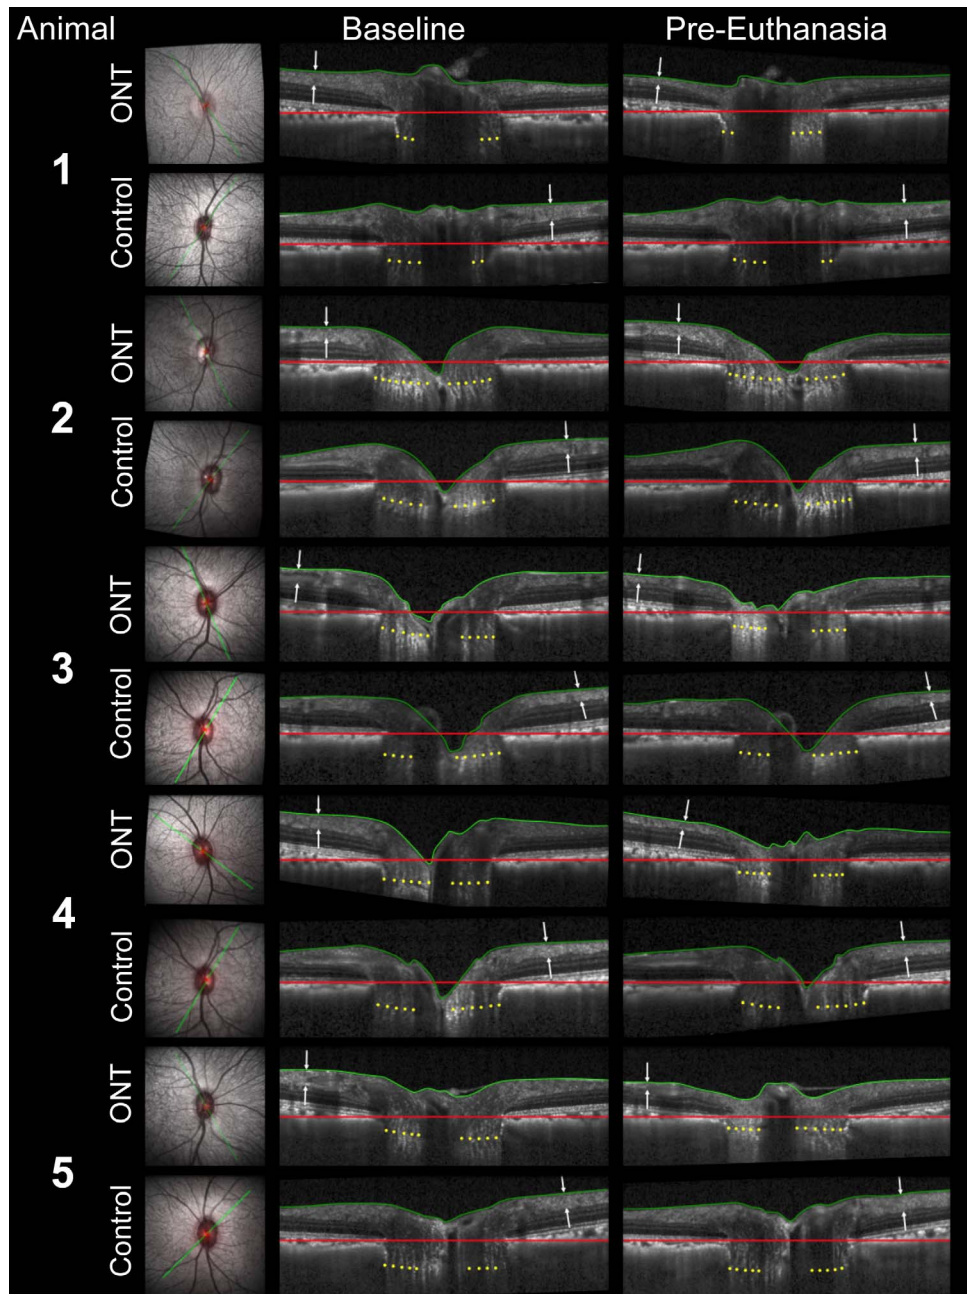 Animal Baseline Pre-Euthanasia
ONT
1
Control
ONT
2
Control
ONT
3
Control
ONT
4
Control
ONT
5
Control